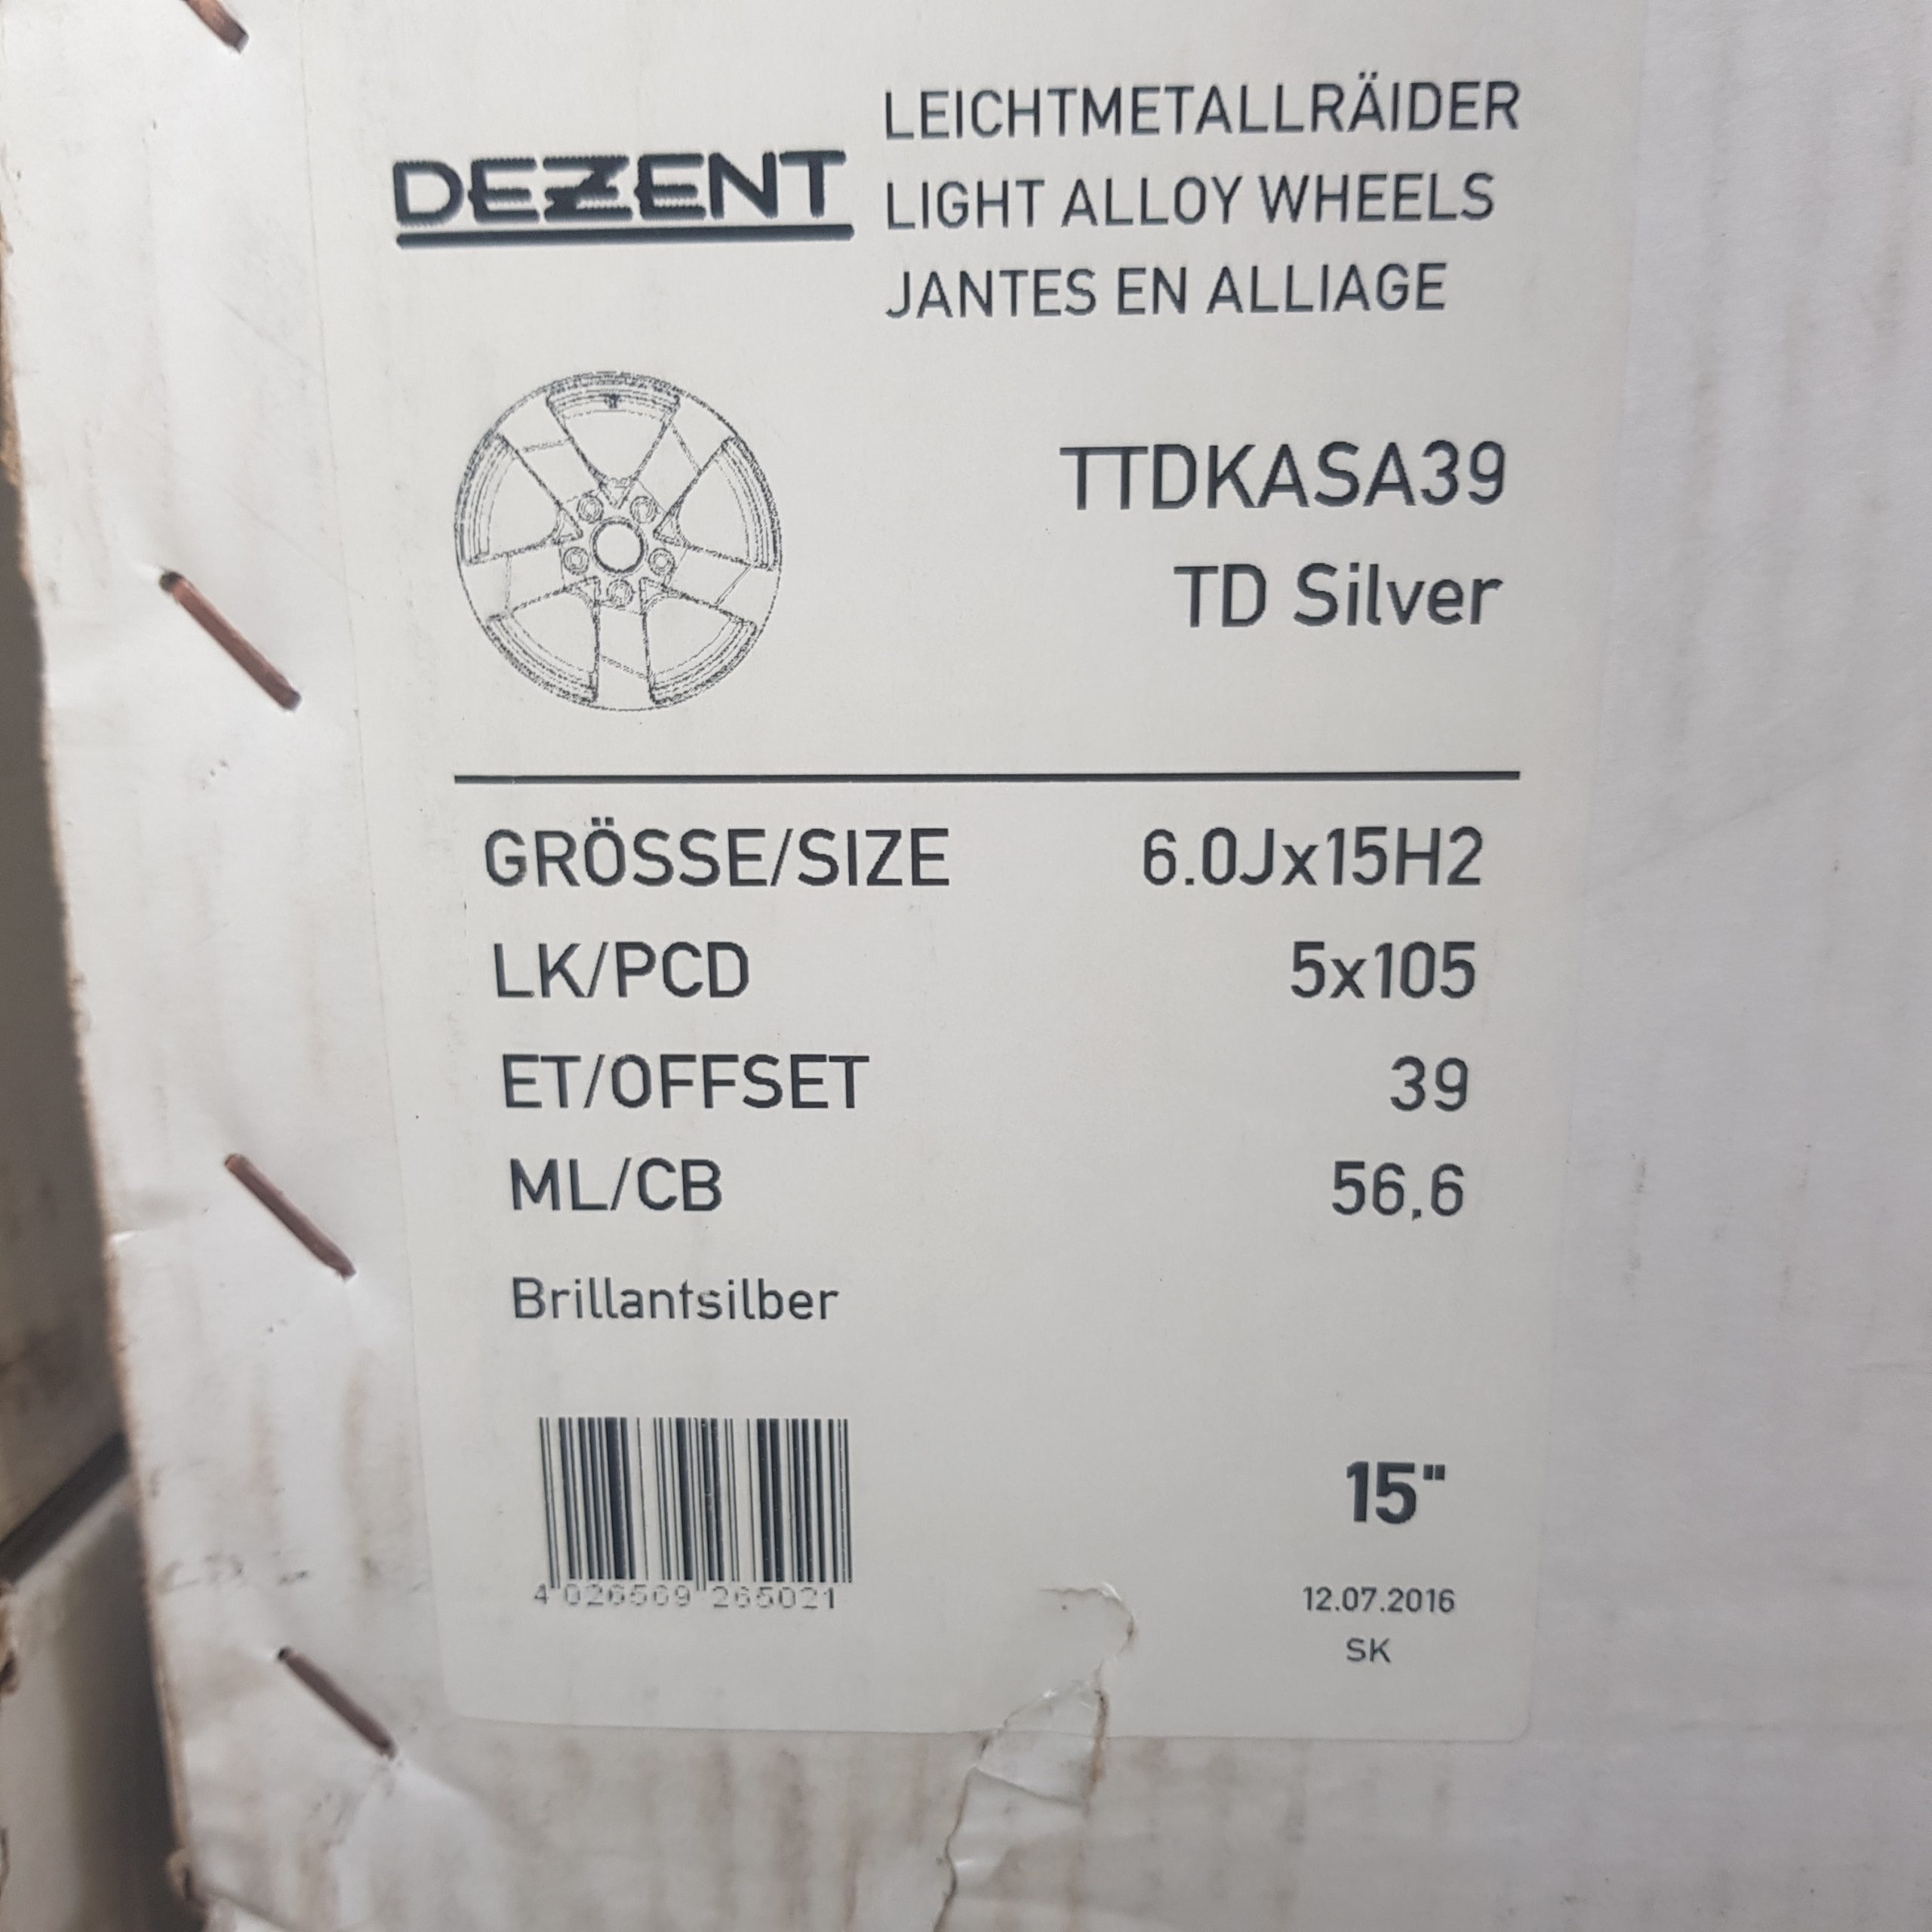 DEZENT
LEICHTMETALLRÄIDER
LIGHT ALLOY WHEELS
JANTES EN ALLIAGE
TTDKASA39
TD Silver
GRÖSSE/SIZE 6.0Jx15H2
LK/PCD 5x105
ET/OFFSET 39
ML/CB 56.6
Brillantsilber
15"
4 026569 265021
12.07.2016
SK